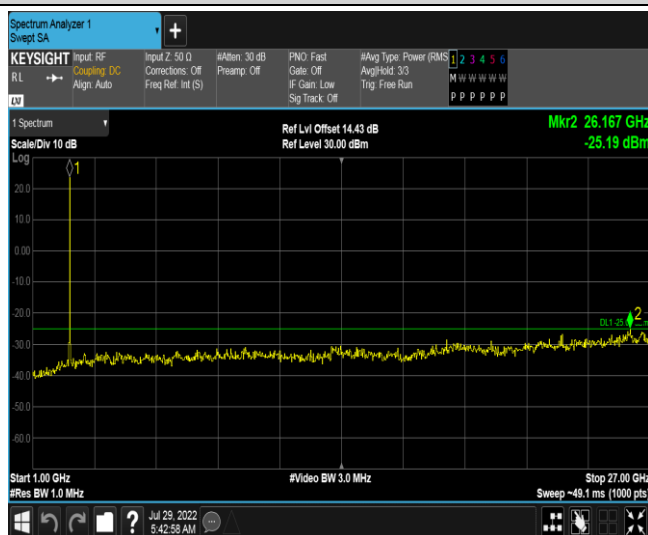 Spectrum Analyzer 1
Swept SA
+
KEYSIGHT
RL
LXI
Input: RF
Coupling: DC
Align: Auto
Input Z: 50 Ω
Corrections: Off
Freq Ref: Int (S)
#Atten: 30 dB
Preamp: Off
PNO: Fast
Gate: Off
IF Gain: Low
Sig Track: Off
#Avg Type: Power (RMS
Avg|Hold: 3/3
Trig: Free Run
1 2 3 4 5 6
M W W W W W
P P P P P P
1 Spectrum
Scale/Div 10 dB
Log
Ref Lvl Offset 14.43 dB
Ref Level 30.00 dBm
Mkr2 26.167 GHz
-25.19 dBm
1
20.0
10.0
0.00
-10.0
-20.0
2
DL1 -25.
-30.0
-40.0
-50.0
-60.0
Start 1.00 GHz
#Res BW 1.0 MHz
#Video BW 3.0 MHz
Stop 27.00 GHz
Sweep ~49.1 ms (1000 pts)
?
Jul 29, 2022
5:42:58 AM